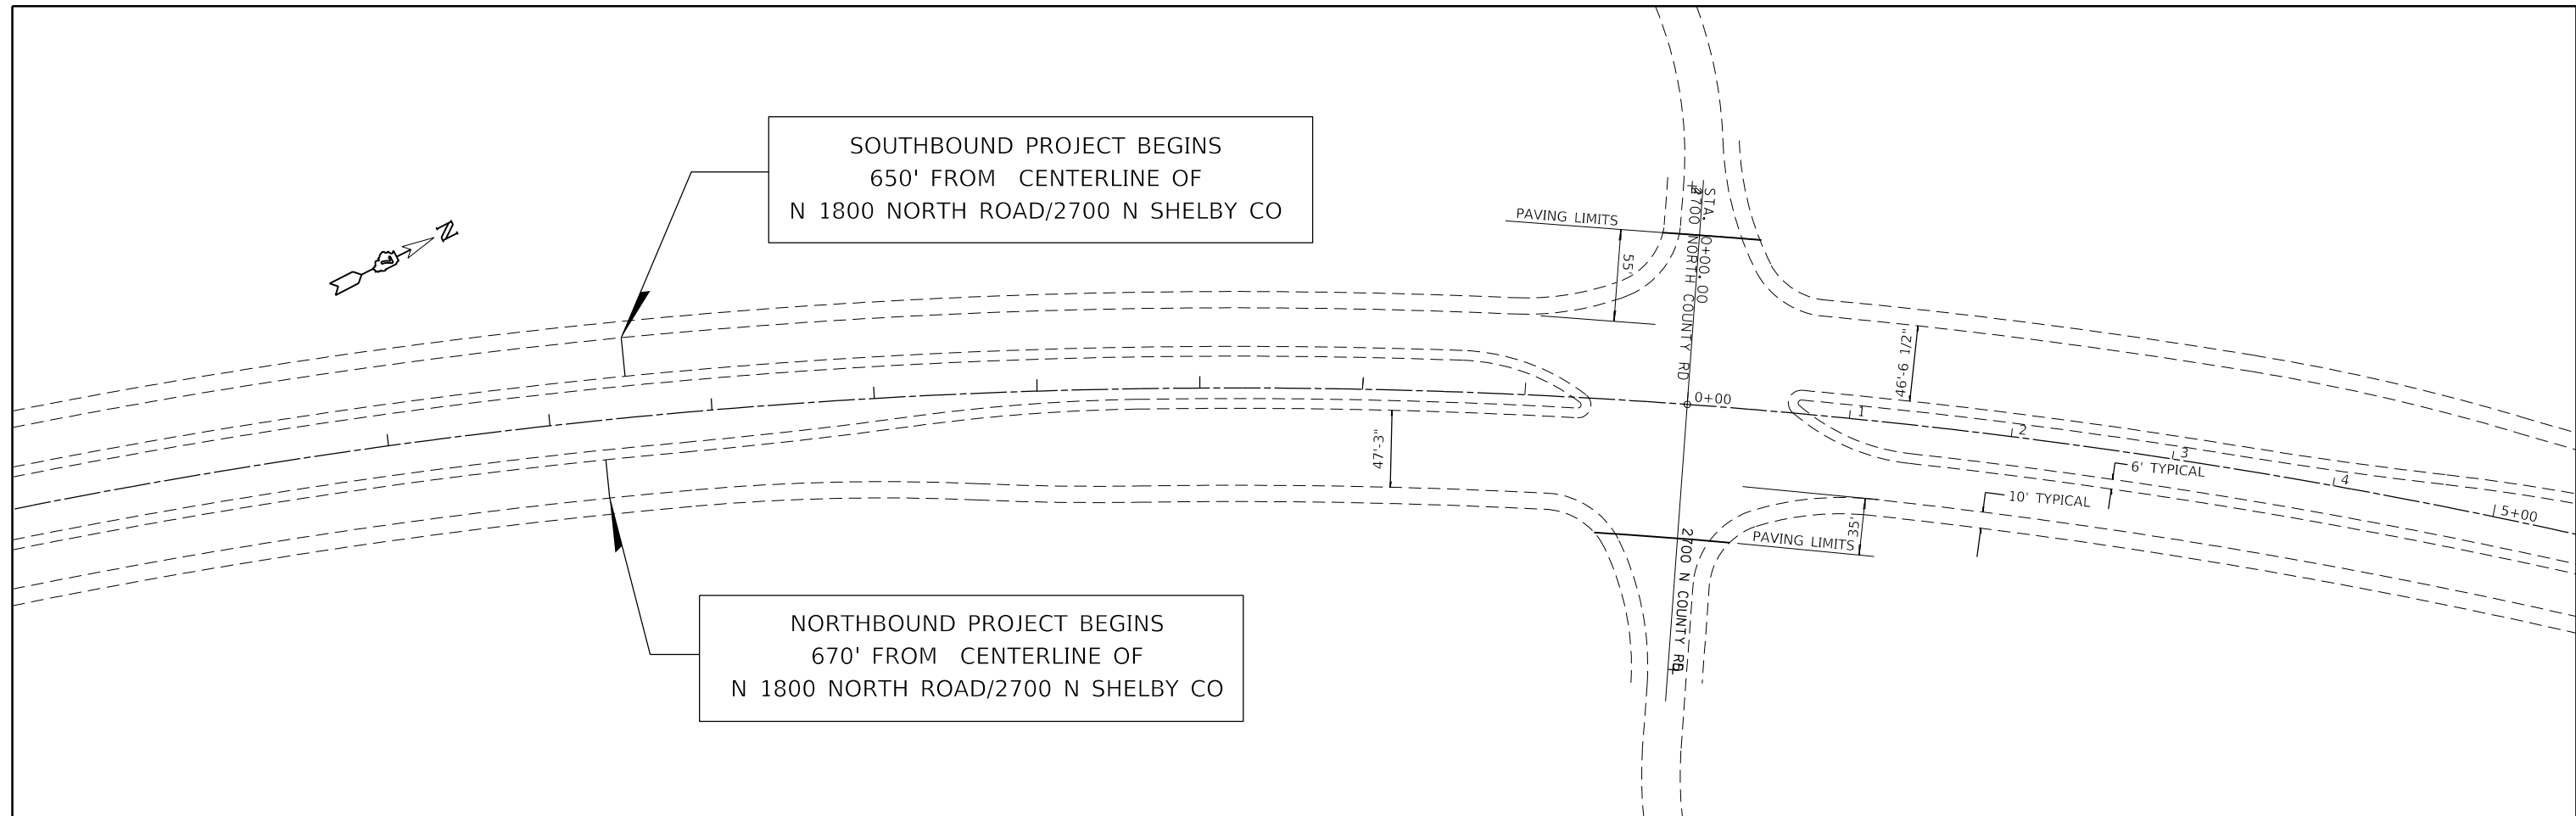 SOUTHBOUND PROJECT BEGINS
650' FROM CENTERLINE OF
N 1800 NORTH ROAD/2700 N SHELBY CO
N
PAVING LIMITS
55'
STA. 0+00.00
2700 NORTH COUNTY RD
46'-6 1/2"
0+00
1
2
3
4
5+00
47'-3"
6' TYPICAL
10' TYPICAL
35'
PAVING LIMITS
2700 N COUNTY RD
NORTHBOUND PROJECT BEGINS
670' FROM CENTERLINE OF
N 1800 NORTH ROAD/2700 N SHELBY CO